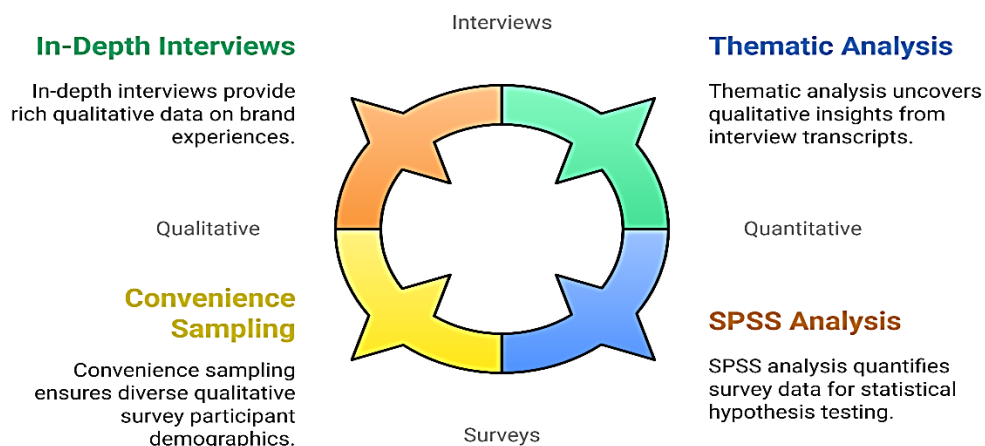 Interviews
In-Depth Interviews
In-depth interviews provide
rich qualitative data on brand
experiences.
Thematic Analysis
Thematic analysis uncovers
qualitative insights from
interview transcripts.
Qualitative
Quantitative
Convenience
Sampling
Convenience sampling
ensures diverse qualitative
survey participant
demographics.
SPSS Analysis
SPSS analysis quantifies
survey data for statistical
hypothesis testing.
Surveys